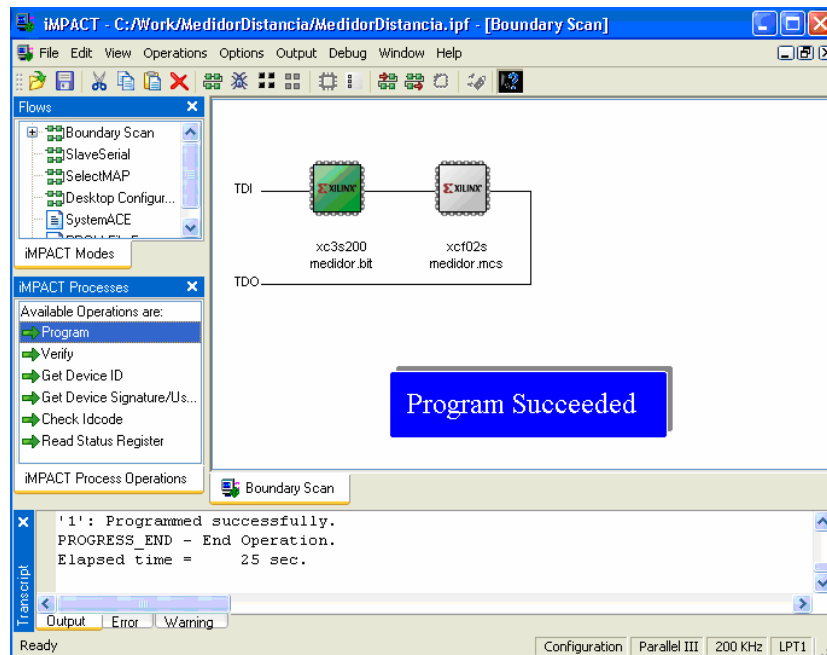 iMPACT - C:/Work/MedidorDistancia/MedidorDistancia.ipf - [Boundary Scan]
File Edit View Operations Options Output Debug Window Help
Flows
Boundary Scan
SlaveSerial
SelectMAP
Desktop Configur...
SystemACE
iMPACT Modes
iMPACT Processes
Available Operations are:
Program
Verify
Get Device ID
Get Device Signature/Us...
Check Idcode
Read Status Register
iMPACT Process Operations
TDI
XILINX
XILINX
xc3s200
medidor.bit
xcf02s
medidor.mcs
TDO
Program Succeeded
Boundary Scan
Transcript
'1': Programmed successfully.
PROGRESS_END - End Operation.
Elapsed time =     25 sec.
Output Error Warning
Ready Configuration Parallel III 200 KHz LPT1